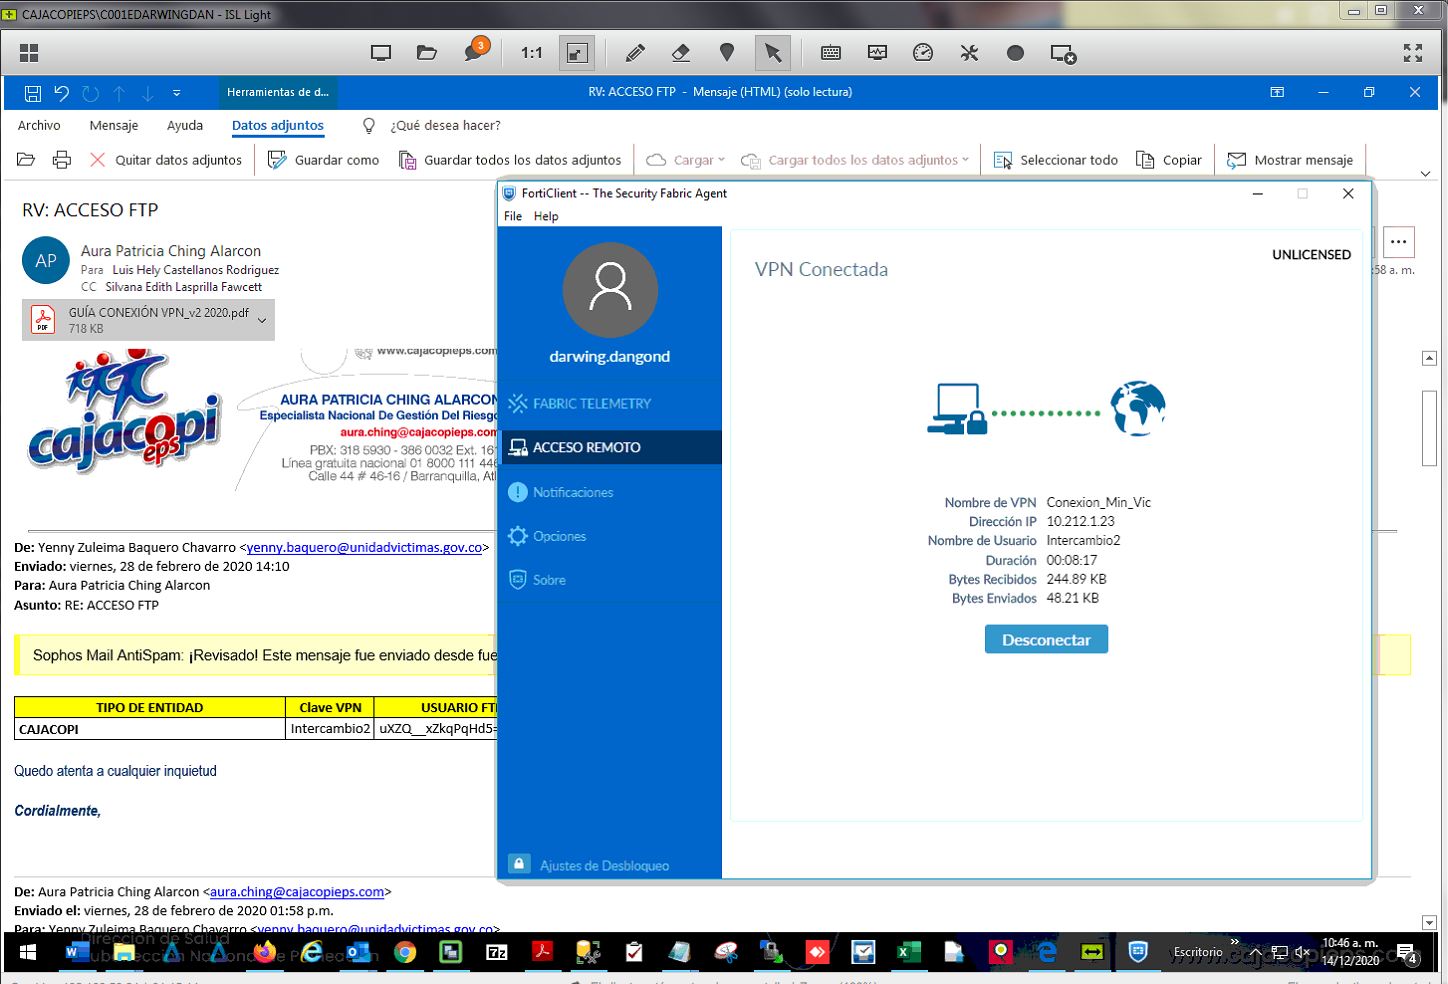 CAJACOPIEPS\C001EDARWINGDAN - ISL Light
3
1:1
Herramientas de d...
RV: ACCESO FTP - Mensaje (HTML) (solo lectura)
Archivo Mensaje Ayuda Datos adjuntos ¿Qué desea hacer?
Quitar datos adjuntos Guardar como Guardar todos los datos adjuntos Cargar Cargar todos los datos adjuntos Seleccionar todo Copiar Mostrar mensaje
RV: ACCESO FTP
AP
Aura Patricia Ching Alarcon
Para Luis Hely Castellanos Rodriguez
CC Silvana Edith Lasprilla Fawcett
:58 a. m.
PDF
GUÍA CONEXIÓN VPN_v2 2020.pdf
718 KB
www.cajacopieps.com
cajacopi
eps
AURA PATRICIA CHING ALARCON
Especialista Nacional De Gestión Del Riesgo
aura.ching@cajacopieps.com
PBX: 318 5930 - 386 0032 Ext. 161
Línea gratuita nacional 01 8000 111 446
Calle 44 # 46-16 / Barranquilla, Atl
De: Yenny Zuleima Baquero Chavarro <yenny.baquero@unidadvictimas.gov.co>
Enviado: viernes, 28 de febrero de 2020 14:10
Para: Aura Patricia Ching Alarcon
Asunto: RE: ACCESO FTP
Sophos Mail AntiSpam: ¡Revisado! Este mensaje fue enviado desde fue
TIPO DE ENTIDAD Clave VPN USUARIO FT
CAJACOPI Intercambio2 uXZQ__xZkqPqHd5=
Quedo atenta a cualquier inquietud
Cordialmente,
De: Aura Patricia Ching Alarcon <aura.ching@cajacopieps.com>
Enviado el: viernes, 28 de febrero de 2020 01:58 p.m.
Para: Yenny Zuleima Baquero Chavarro <yenny.baquero@unidadvictimas.gov.co>
FortiClient -- The Security Fabric Agent
File Help
darwing.dangond
FABRIC TELEMETRY
ACCESO REMOTO
Notificaciones
Opciones
Sobre
Ajustes de Desbloqueo
UNLICENSED
VPN Conectada
Nombre de VPN Conexion_Min_Vic
Dirección IP 10.212.1.23
Nombre de Usuario Intercambio2
Duración 00:08:17
Bytes Recibidos 244.89 KB
Bytes Enviados 48.21 KB
Desconectar
Dirección de Salud
www.cajacopieps.com
Escritorio
10:46 a. m.
14/12/2020
4